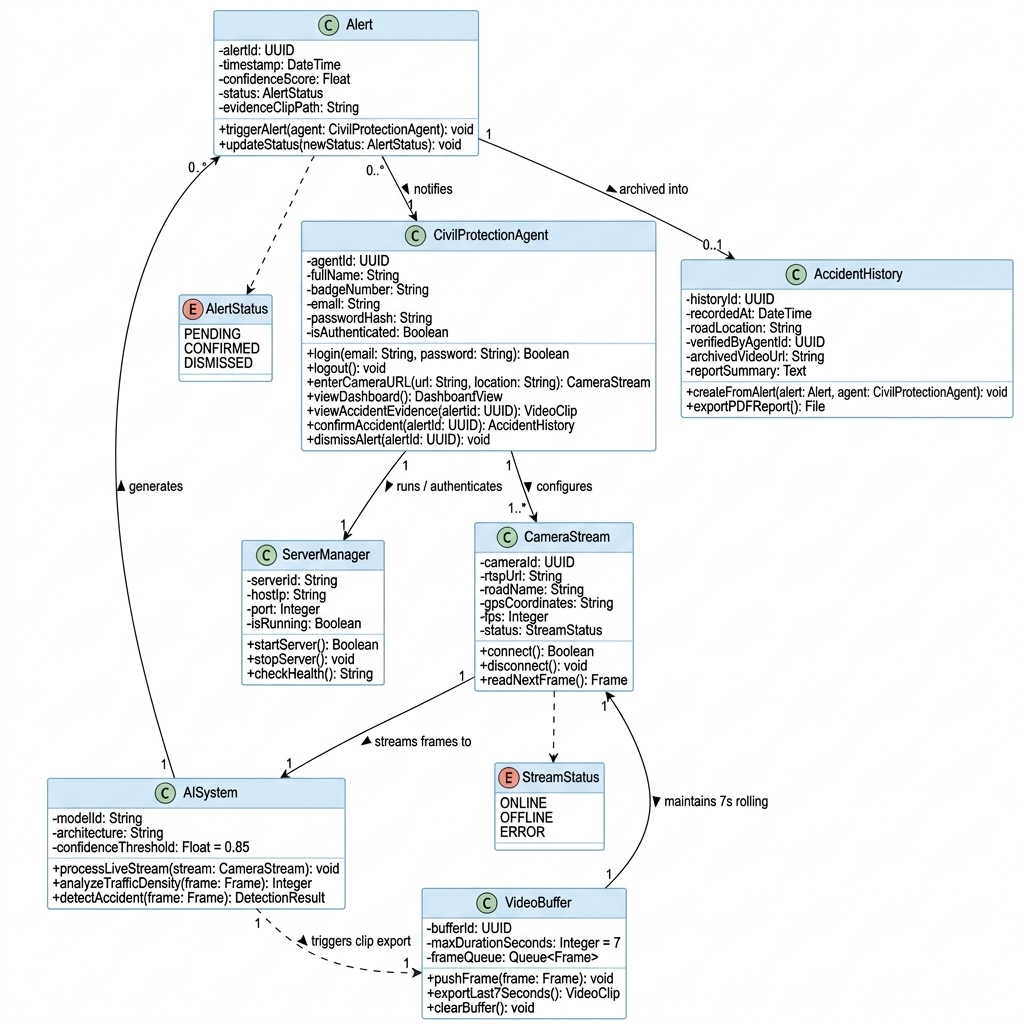 C Alert
-alertId: UUID
-timestamp: DateTime
-confidenceScore: Float
-status: AlertStatus
-evidenceClipPath: String
+triggerAlert(agent: CivilProtectionAgent): void
+updateStatus(newStatus: AlertStatus): void
1
0..*
0..*
notifies
1
archived into
0..1
C CivilProtectionAgent
-agentId: UUID
-fullName: String
-badgeNumber: String
-email: String
-passwordHash: String
-isAuthenticated: Boolean
+login(email: String, password: String): Boolean
+logout(): void
+enterCameraURL(url: String, location: String): CameraStream
+viewDashboard(): DashboardView
+viewAccidentEvidence(alertid: UUID): VideoClip
+confirmAccident(alertId: UUID): AccidentHistory
+dismissAlert(alertId: UUID): void
C AccidentHistory
-historyId: UUID
-recordedAt: DateTime
-roadLocation: String
-verifiedByAgentId: UUID
-archivedVideoUrl: String
-reportSummary: Text
+createFromAlert(alert: Alert, agent: CivilProtectionAgent): void
+exportPDFReport(): File
E AlertStatus
PENDING
CONFIRMED
DISMISSED
generates
1
runs / authenticates
1
1
configures
1..*
C ServerManager
-serverId: String
-hostIp: String
-port: Integer
-isRunning: Boolean
+startServer(): Boolean
+stopServer(): void
+checkHealth(): String
C CameraStream
-cameraId: UUID
-rtspUrl: String
-roadName: String
-gpsCoordinates: String
-fps: Integer
-status: StreamStatus
+connect(): Boolean
+disconnect(): void
+readNextFrame(): Frame
1
streams frames to
1
1
1
maintains 7s rolling
1
E StreamStatus
ONLINE
OFFLINE
ERROR
C AISystem
-modelId: String
-architecture: String
-confidenceThreshold: Float = 0.85
+processLiveStream(stream: CameraStream): void
+analyzeTrafficDensity(frame: Frame): Integer
+detectAccident(frame: Frame): DetectionResult
1
triggers clip export
1
C VideoBuffer
-bufferId: UUID
-maxDurationSeconds: Integer = 7
-frameQueue: Queue<Frame>
+pushFrame(frame: Frame): void
+exportLast7Seconds(): VideoClip
+clearBuffer(): void